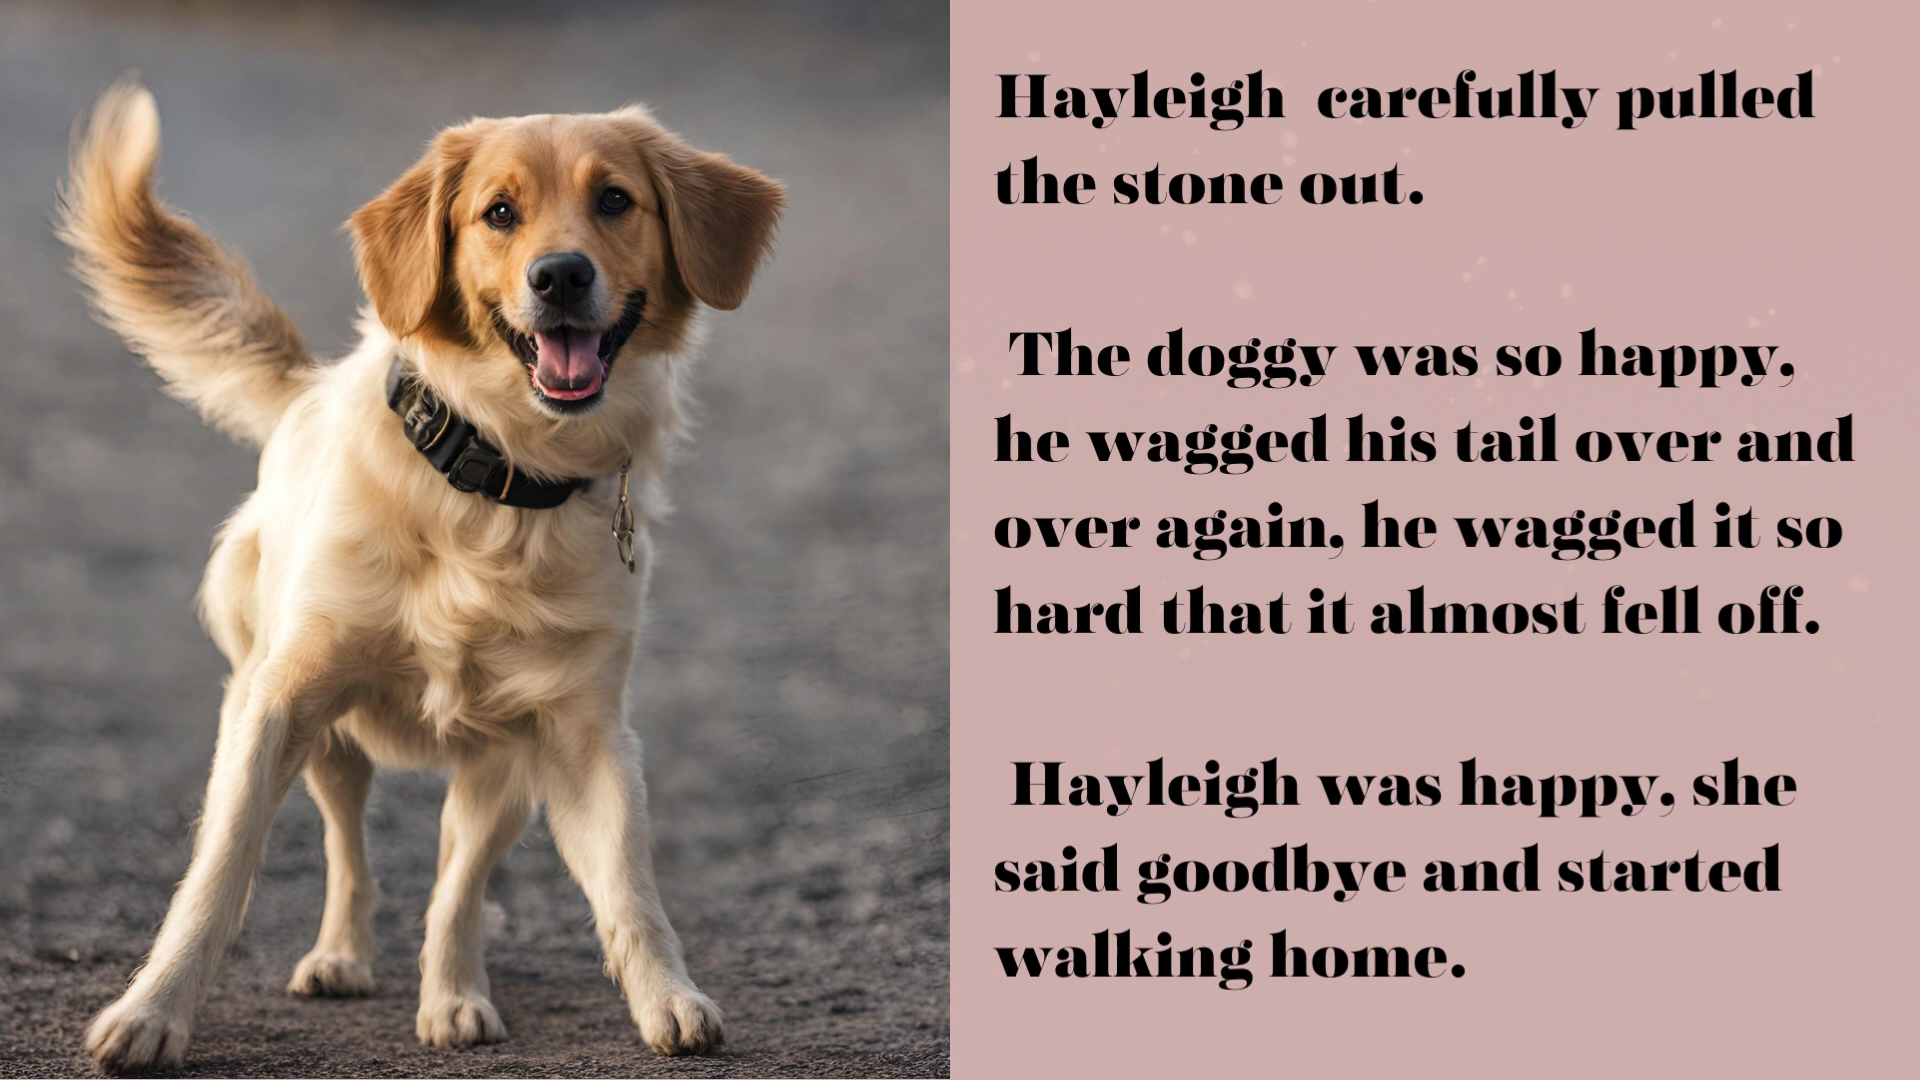 Hayleigh  carefully pulled
the stone out.
The doggy was so happy,
he wagged his tail over and
over again, he wagged it so
hard that it almost fell off.
Hayleigh was happy, she
said goodbye and started
walking home.